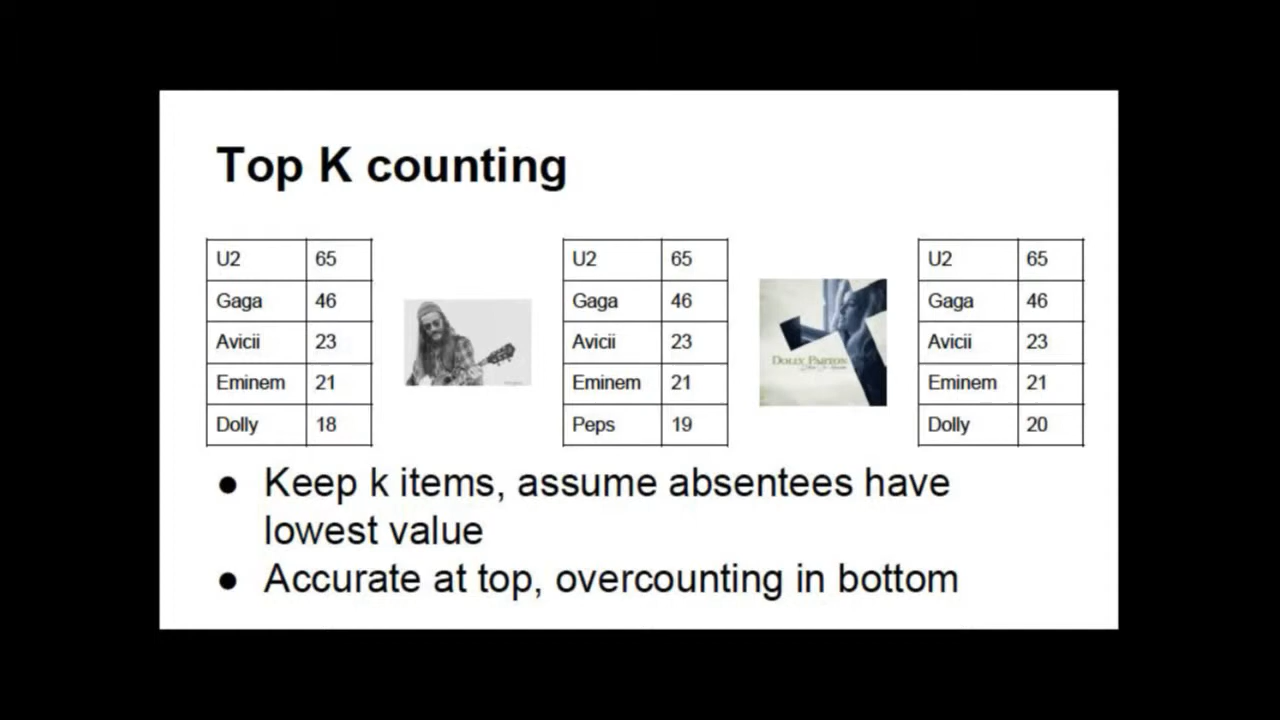 Top K counting
U2 65
Gaga 46
Avicii 23
Eminem 21
Dolly 18
U2 65
Gaga 46
Avicii 23
Eminem 21
Peps 19
DOLLY PARTON
U2 65
Gaga 46
Avicii 23
Eminem 21
Dolly 20
● Keep k items, assume absentees have
lowest value
● Accurate at top, overcounting in bottom